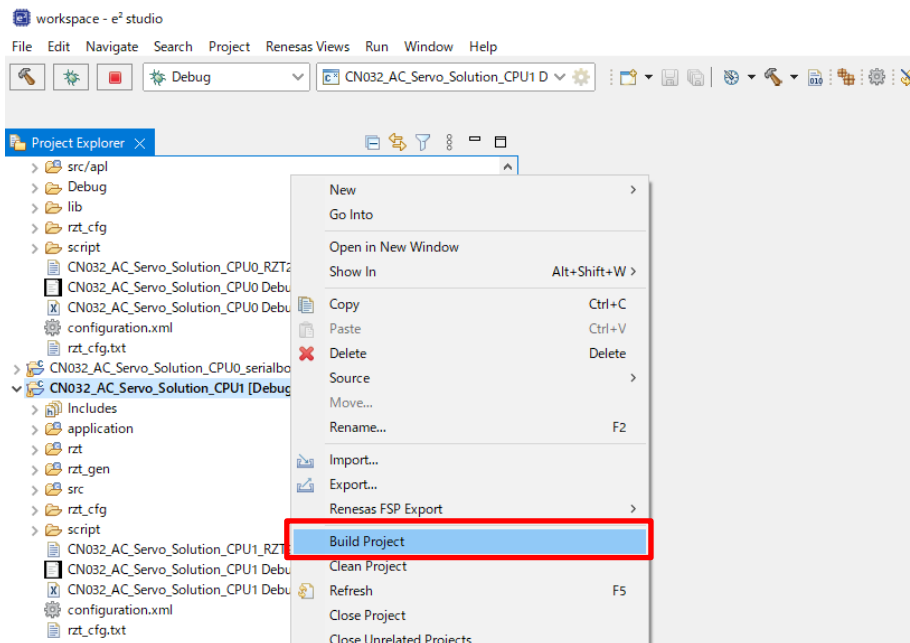 workspace - e² studio
File Edit Navigate Search Project Renesas Views Run Window Help
Debug
CN032_AC_Servo_Solution_CPU1 D
010
Project Explorer
src/apl
Debug
lib
rzt_cfg
script
CN032_AC_Servo_Solution_CPU0_RZT2
CN032_AC_Servo_Solution_CPU0 Debu
CN032_AC_Servo_Solution_CPU0 Debu
configuration.xml
rzt_cfg.txt
CN032_AC_Servo_Solution_CPU0_serialbo
CN032_AC_Servo_Solution_CPU1 [Debug
Includes
application
rzt
rzt_gen
src
rzt_cfg
script
CN032_AC_Servo_Solution_CPU1_RZT
CN032_AC_Servo_Solution_CPU1 Debu
CN032_AC_Servo_Solution_CPU1 Debu
configuration.xml
rzt_cfg.txt
New
Go Into
Open in New Window
Show In Alt+Shift+W
Copy Ctrl+C
Paste Ctrl+V
Delete Delete
Source
Move...
Rename... F2
Import...
Export...
Renesas FSP Export
Build Project
Clean Project
Refresh F5
Close Project
Close Unrelated Projects